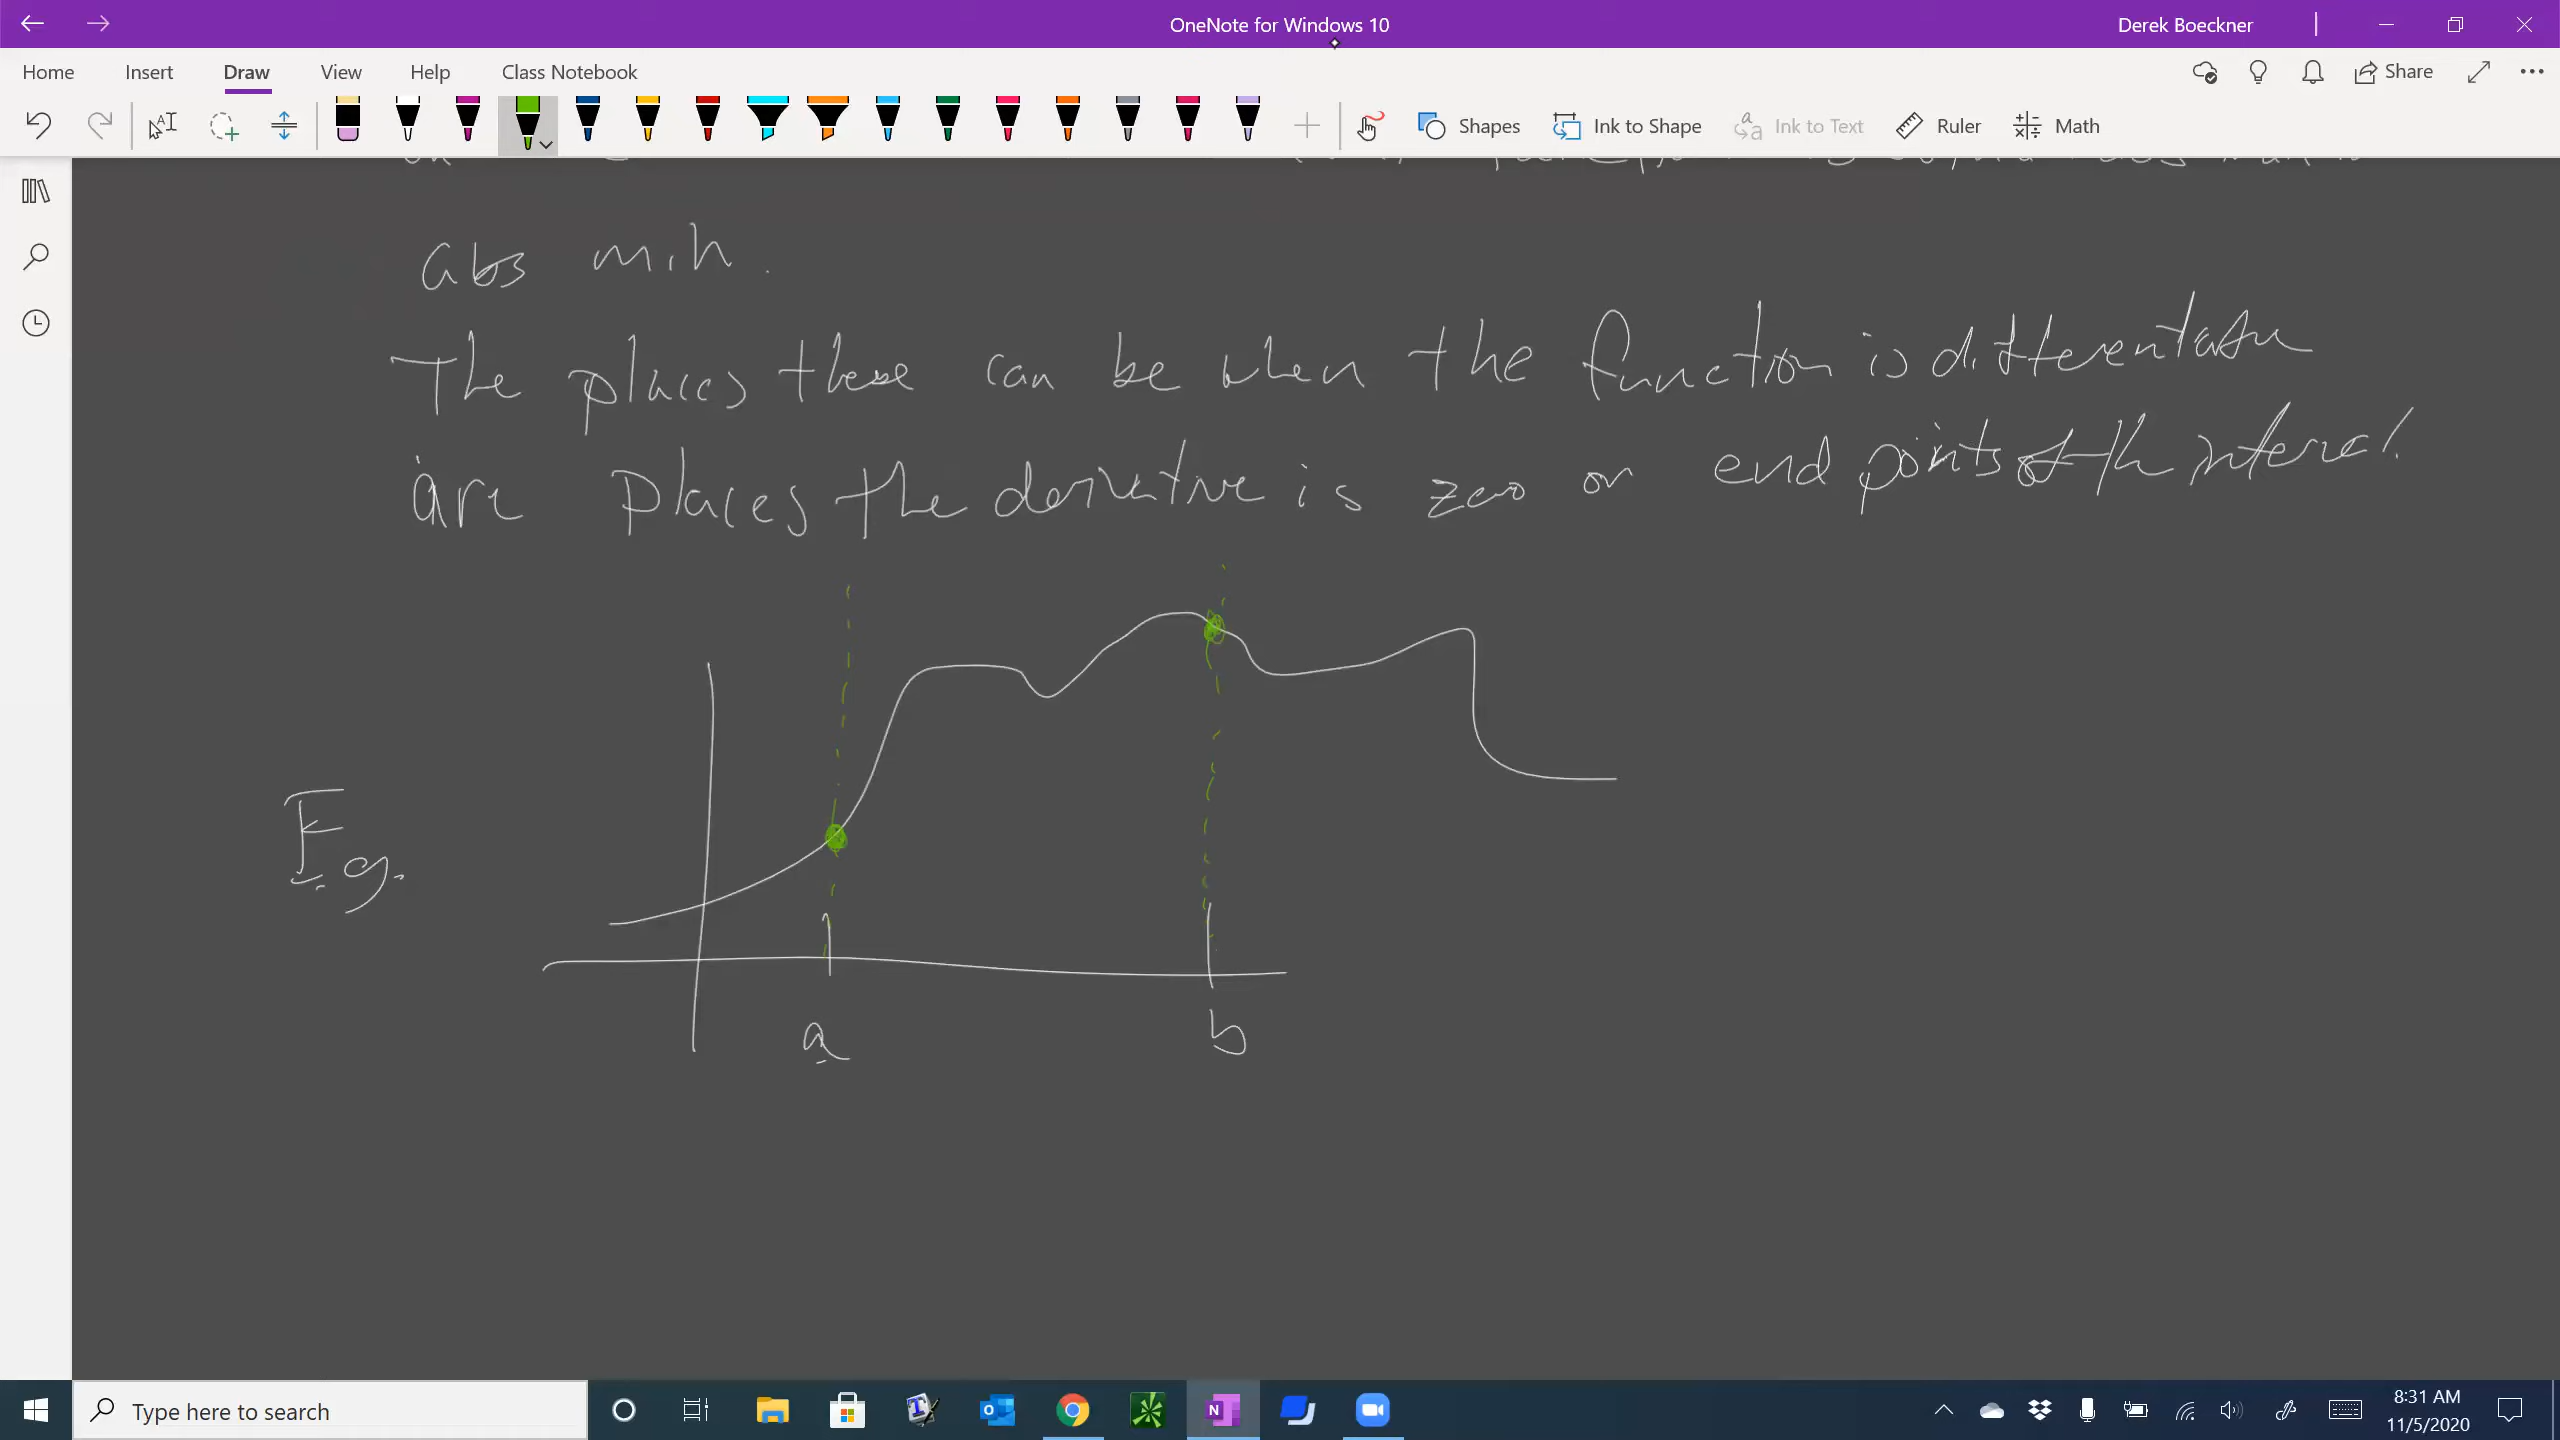 OneNote for Windows 10
Derek Boeckner
Home Insert Draw View Help Class Notebook
Share
Shapes Ink to Shape Ink to Text Ruler Math
on
abs min.
The places these can be when the function is differentiable
are places the derivative is zero or end points of the interval.
E.g.
a b
Type here to search
8:31 AM
11/5/2020